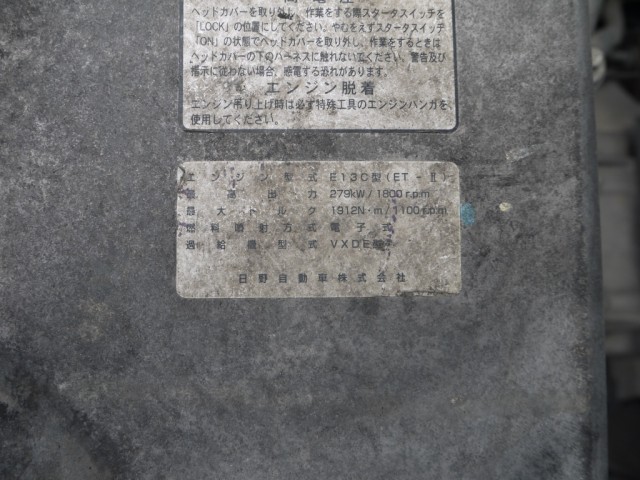 ヘッドカバーを取り外し、作業をする際スタータスイッチを
「LOCK」の位置にしてください。やむをえずスタータスイッチ
「ON」の状態でヘッドカバーを取り外し、作業をするときは
ヘッドカバーの下のハーネスに触れないでください。警告及び
指示に従わない場合、感電する恐れがあります。
エンジン脱着
エンジン吊り上げ時は必ず特殊工具のエンジンハンガを
使用してください。
エンジン型式 E13C型(ET-Ⅱ)
最高出力 279kW/1800r.p.m
最大トルク 1912N·m/1100r.p.m
燃料噴射方式 電子式
過給機型式 VXDE型
日野自動車株式会社